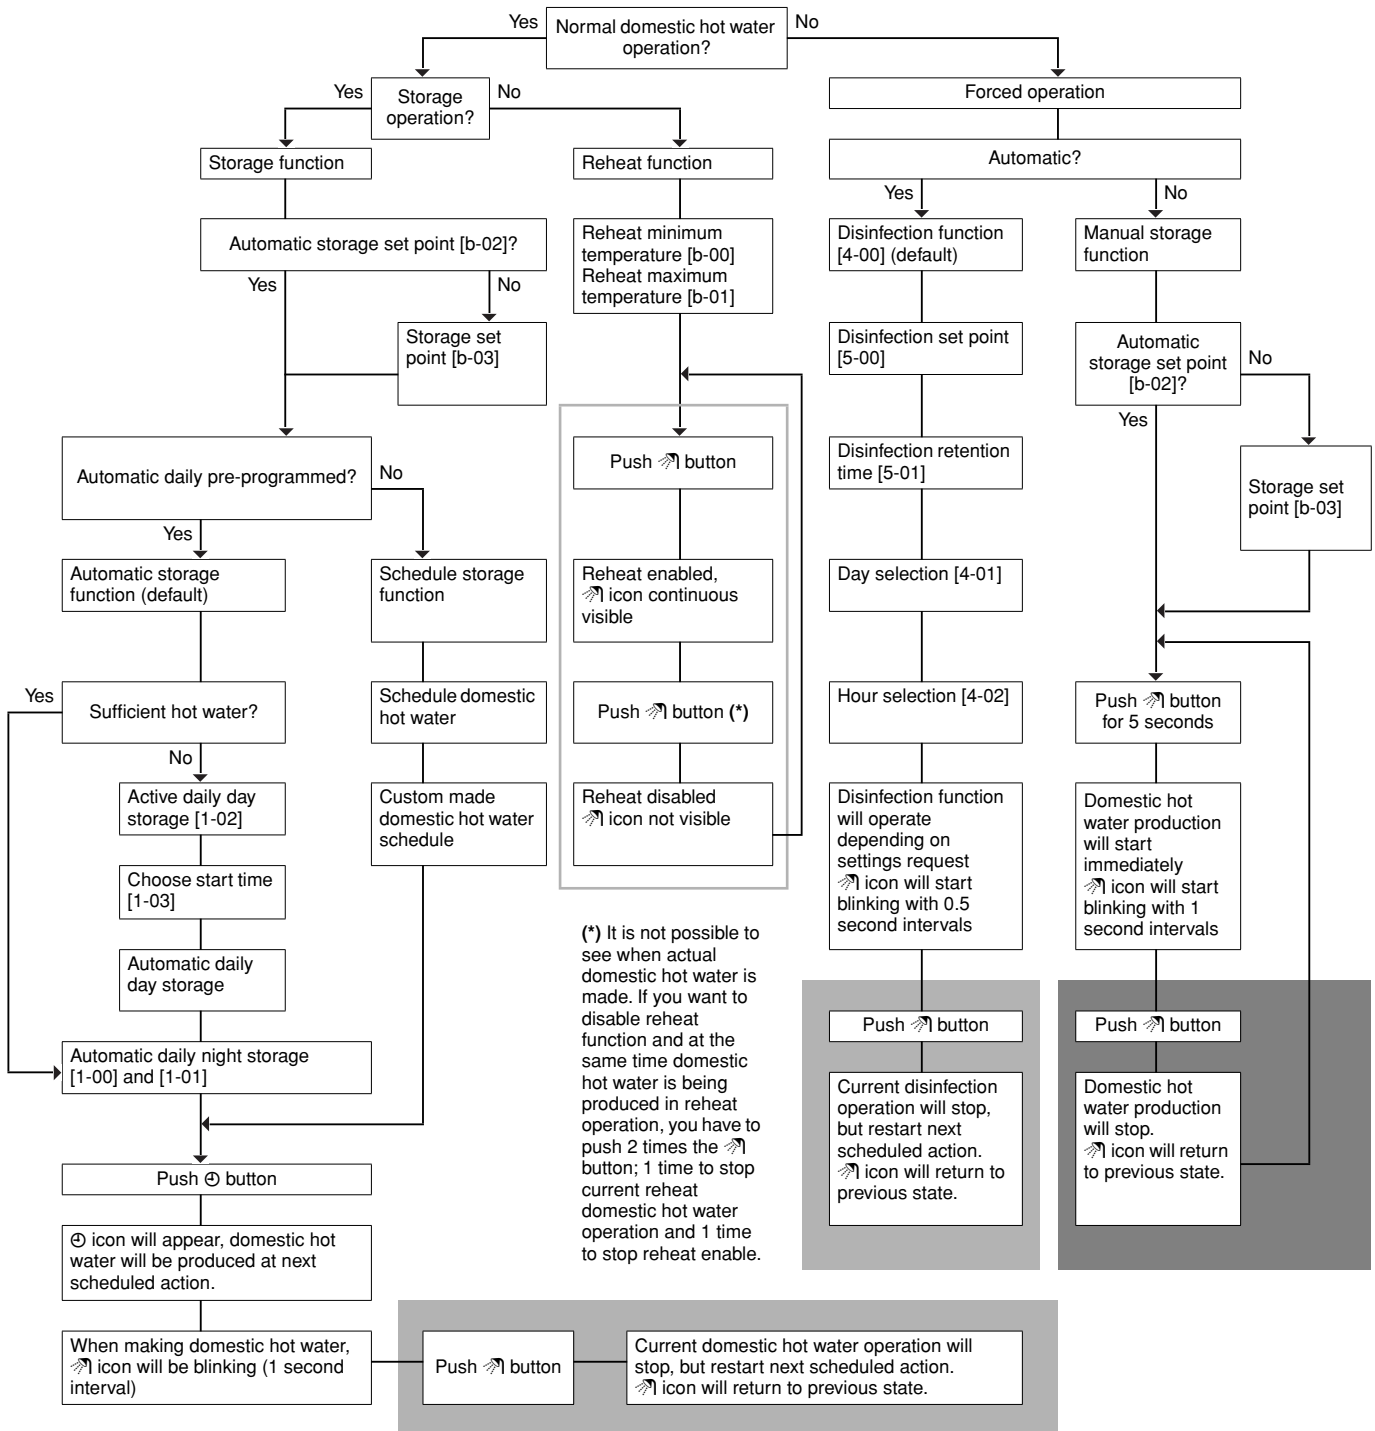 Yes
Normal domestic hot water
operation?
No
Yes
Storage
operation?
No
Forced operation
Storage function
Reheat function
Automatic?
Yes
No
Automatic storage set point [b-02]?
Reheat minimum
temperature [b-00]
Reheat maximum
temperature [b-01]
Disinfection function
[4-00] (default)
Manual storage
function
Yes
No
Storage set
point [b-03]
Disinfection set point
[5-00]
Automatic
storage set point
[b-02]?
No
Yes
Automatic daily pre-programmed?
No
Push button
Disinfection retention
time [5-01]
Storage set
point [b-03]
Yes
Automatic storage
function (default)
Schedule storage
function
Reheat enabled,
icon continuous
visible
Day selection [4-01]
Yes
Sufficient hot water?
Schedule domestic
hot water
Push button (*)
Hour selection [4-02]
Push button
for 5 seconds
No
Active daily day
storage [1-02]
Custom made
domestic hot water
schedule
Reheat disabled
icon not visible
Disinfection function
will operate
depending on
settings request
icon will start
blinking with 0.5
second intervals
Domestic hot
water production
will start
immediately
icon will start
blinking with 1
second intervals
Choose start time
[1-03]
Automatic daily
day storage
(*) It is not possible to
see when actual
domestic hot water is
made. If you want to
disable reheat
function and at the
same time domestic
hot water is being
produced in reheat
operation, you have to
push 2 times the
button; 1 time to stop
current reheat
domestic hot water
operation and 1 time
to stop reheat enable.
Push button
Push button
Automatic daily night storage
[1-00] and [1-01]
Current disinfection
operation will stop,
but restart next
scheduled action.
icon will return to
previous state.
Domestic hot
water production
will stop.
icon will return
to previous state.
Push button
icon will appear, domestic hot
water will be produced at next
scheduled action.
When making domestic hot water,
icon will be blinking (1 second
interval)
Push button
Current domestic hot water operation will
stop, but restart next scheduled action.
icon will return to previous state.